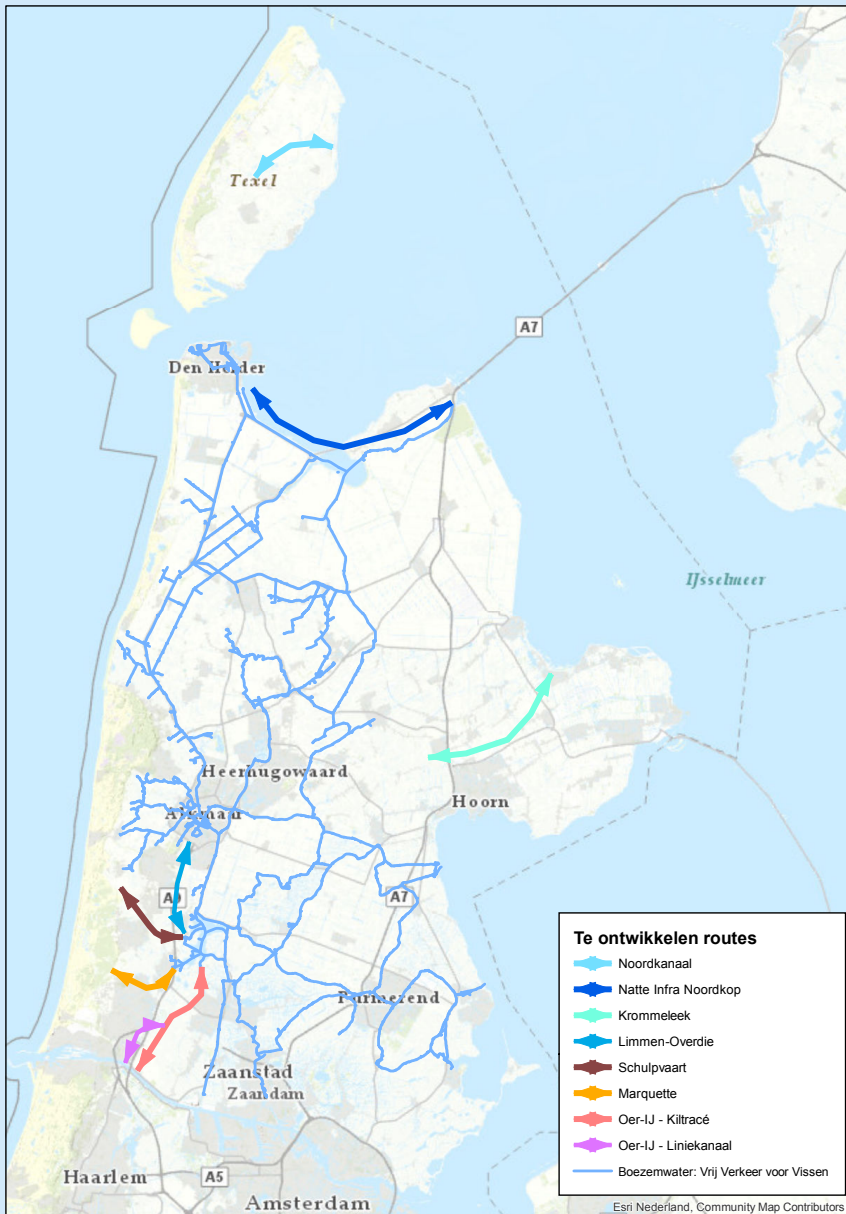 Texel
A7
Den Helder
IJsselmeer
Heerhugowaard
Hoorn
Alkmaar
A9
A7
Purmerend
Zaanstad
Zaandam
Haarlem
A5
Amsterdam
Te ontwikkelen routes
Noordkanaal
Natte Infra Noordkop
Krommeleek
Limmen-Overdie
Schulpvaart
Marquette
Oer-IJ - Kiltracé
Oer-IJ - Liniekanaal
Boezemwater: Vrij Verkeer voor Vissen
Esri Nederland, Community Map Contributors